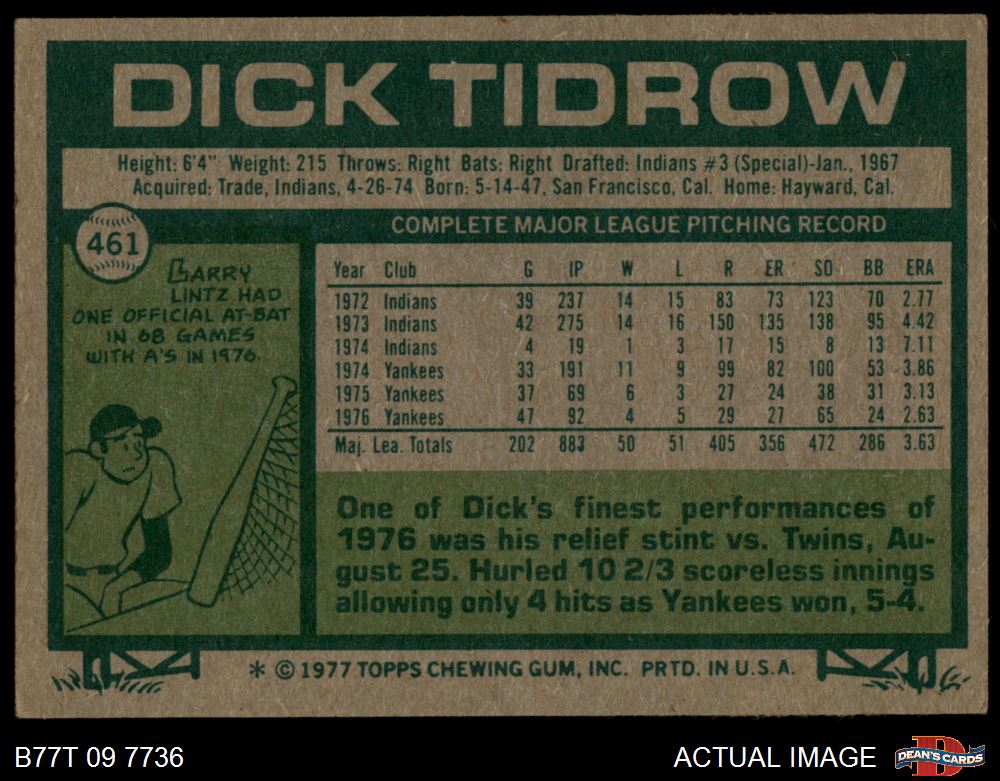 DICK TIDROW
Height: 6'4" Weight: 215 Throws: Right Bats: Right Drafted: Indians #3 (Special)-Jan., 1967
Acquired: Trade, Indians, 4-26-74 Born: 5-14-47, San Francisco, Cal. Home: Hayward, Cal.
461
COMPLETE MAJOR LEAGUE PITCHING RECORD
LARRY
LINTZ HAD
ONE OFFICIAL AT-BAT
IN 68 GAMES
WITH A'S IN 1976.
Year Club G IP W L R ER SO BB ERA
1972 Indians 39 237 14 15 83 73 123 70 2.77
1973 Indians 42 275 14 16 150 135 138 95 4.42
1974 Indians 4 19 1 3 17 15 8 13 7.11
1974 Yankees 33 191 11 9 99 82 100 53 3.86
1975 Yankees 37 69 6 3 27 24 38 31 3.13
1976 Yankees 47 92 4 5 29 27 65 24 2.63
Maj. Lea. Totals 202 883 50 51 405 356 472 286 3.63
One of Dick's finest performances of
1976 was his relief stint vs. Twins, Au-
gust 25. Hurled 10 2/3 scoreless innings
allowing only 4 hits as Yankees won, 5-4.
* © 1977 TOPPS CHEWING GUM, INC. PRTD. IN U.S.A.
B77T 09 7736
ACTUAL IMAGE
D
DEAN'S CARDS